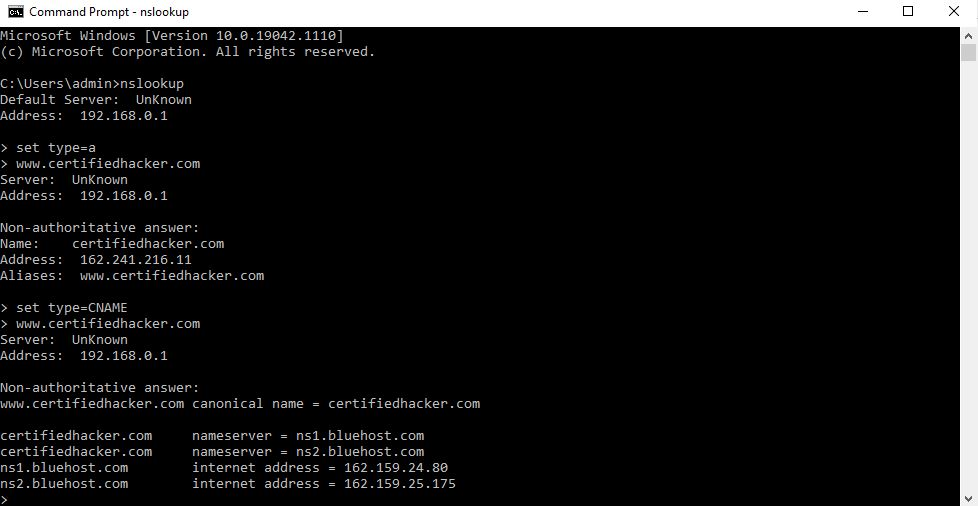 Command Prompt - nslookup
Microsoft Windows [Version 10.0.19042.1110]
(c) Microsoft Corporation. All rights reserved.
C:\Users\admin>nslookup
Default Server:  UnKnown
Address:  192.168.0.1
> set type=a
> www.certifiedhacker.com
Server:  UnKnown
Address:  192.168.0.1
Non-authoritative answer:
Name:    certifiedhacker.com
Address:  162.241.216.11
Aliases:  www.certifiedhacker.com
> set type=CNAME
> www.certifiedhacker.com
Server:  UnKnown
Address:  192.168.0.1
Non-authoritative answer:
www.certifiedhacker.com canonical name = certifiedhacker.com
certifiedhacker.com     nameserver = ns1.bluehost.com
certifiedhacker.com     nameserver = ns2.bluehost.com
ns1.bluehost.com        internet address = 162.159.24.80
ns2.bluehost.com        internet address = 162.159.25.175
>